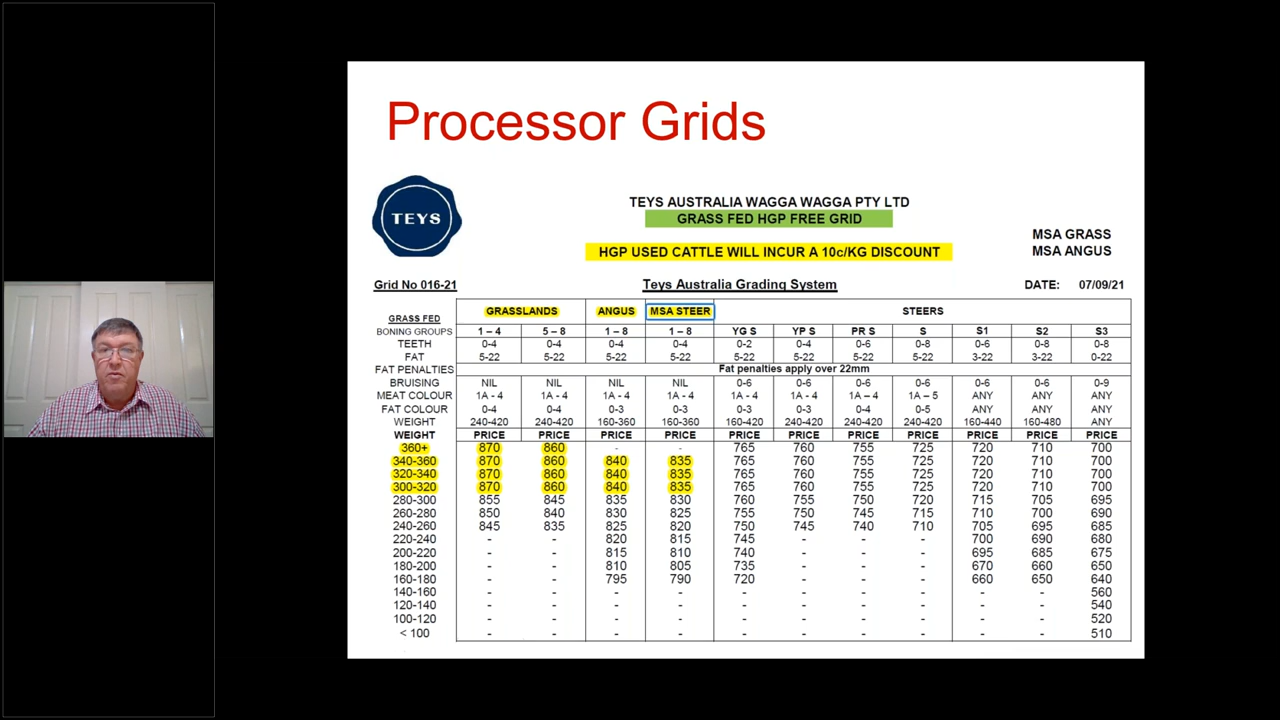 Processor Grids
TEYS
TEYS AUSTRALIA WAGGA WAGGA PTY LTD
GRASS FED HGP FREE GRID
HGP USED CATTLE WILL INCUR A 10c/KG DISCOUNT
MSA GRASS
MSA ANGUS
Grid No 016-21 Teys Australia Grading System DATE: 07/09/21
GRASS FED GRASSLANDS ANGUS MSA STEER STEERS
BONING GROUPS 1 – 4 5 – 8 1 – 8 1 – 8 YG S YP S PR S S S1 S2 S3
TEETH 0-4 0-4 0-4 0-4 0-2 0-4 0-6 0-8 0-6 0-8 0-8
FAT 5-22 5-22 5-22 5-22 5-22 5-22 5-22 5-22 3-22 3-22 0-22
FAT PENALTIES Fat penalties apply over 22mm
BRUISING NIL NIL NIL NIL 0-6 0-6 0-6 0-6 0-6 0-6 0-9
MEAT COLOUR 1A - 4 1A - 4 1A - 4 1A - 4 1A - 4 1A - 4 1A – 4 1A – 5 ANY ANY ANY
FAT COLOUR 0-4 0-4 0-3 0-3 0-3 0-3 0-4 0-5 ANY ANY ANY
WEIGHT 240-420 240-420 160-360 160-360 160-420 240-420 240-420 240-420 160-440 160-480 ANY
WEIGHT PRICE PRICE PRICE PRICE PRICE PRICE PRICE PRICE PRICE PRICE PRICE
360+ 870 860 - - 765 760 755 725 720 710 700
340-360 870 860 840 835 765 760 755 725 720 710 700
320-340 870 860 840 835 765 760 755 725 720 710 700
300-320 870 860 840 835 765 760 755 725 720 710 700
280-300 855 845 835 830 760 755 750 720 715 705 695
260-280 850 840 830 825 755 750 745 715 710 700 690
240-260 845 835 825 820 750 745 740 710 705 695 685
220-240 - - 820 815 745 - - - 700 690 680
200-220 - - 815 810 740 - - - 695 685 675
180-200 - - 810 805 735 - - - 670 660 650
160-180 - - 795 790 720 - - - 660 650 640
140-160 - - - - - - - - - - 560
120-140 - - - - - - - - - - 540
100-120 - - - - - - - - - - 520
< 100 - - - - - - - - - - 510